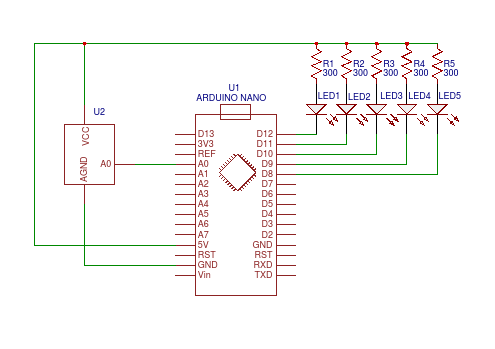 R1 R2 R3 R4 R5
300 300 300 300 300
U1
ARDUINO NANO
LED1 LED2 LED3 LED4 LED5
U2
VCC
AGND
A0
D13 D12
3V3 D11
REF D10
A0 D9
A1 D8
A2 D7
A3 D6
A4 D5
A5 D4
A6 D3
A7 D2
5V GND
RST RST
GND RXD
Vin TXD